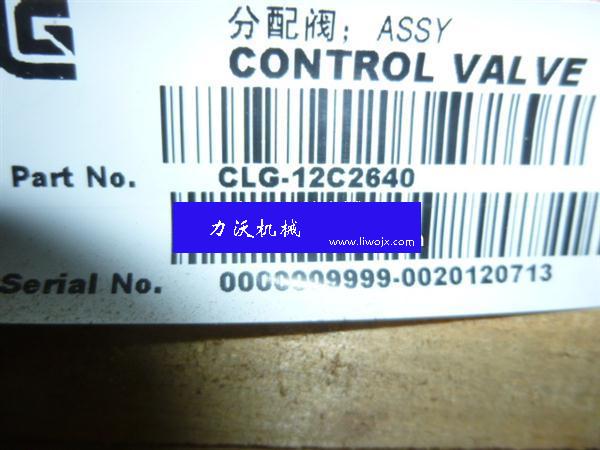 分配阀; ASSY
CONTROL VALVE
Part No. CLG-12C2640
力沃机械
www.liwojx.com
Serial No. 0000009999-0020120713